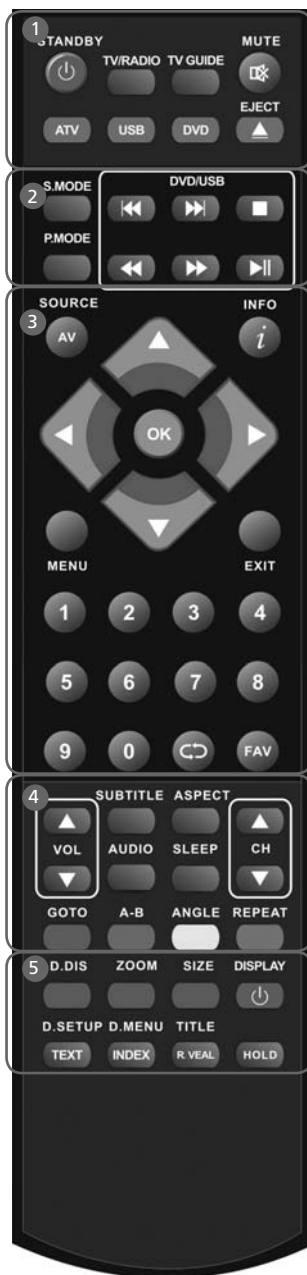 1
STANDBY MUTE
TV/RADIO TV GUIDE
EJECT
ATV USB DVD
2 S.MODE DVD/USB
P.MODE
SOURCE INFO
3
AV i
OK
MENU EXIT
1 2 3 4
5 6 7 8
9 0 FAV
4 SUBTITLE ASPECT
VOL AUDIO SLEEP CH
GOTO A-B ANGLE REPEAT
5 D.DIS ZOOM SIZE DISPLAY
D.SETUP D.MENU TITLE
TEXT INDEX R.VEAL HOLD